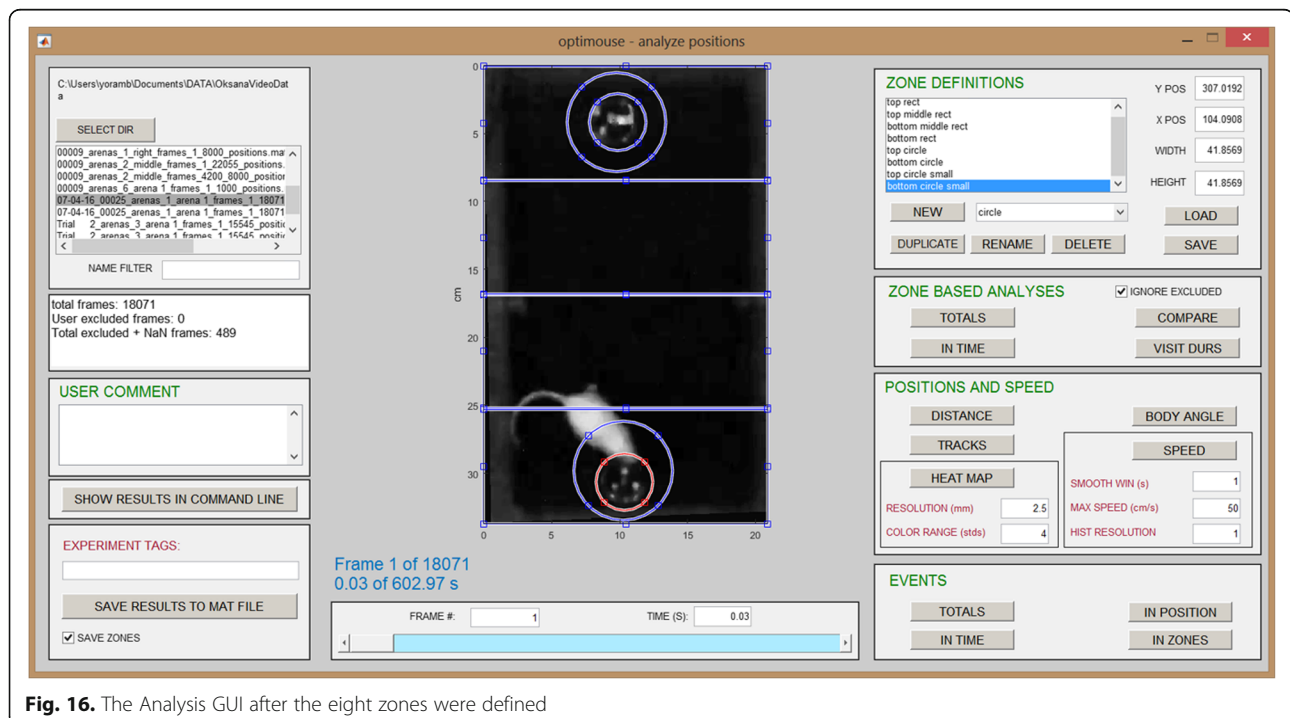 optimouse - analyze positions
C:\Users\yoramb\Documents\DATA\OksanaVideoDat
a
SELECT DIR
00009_arenas_1_right_frames_1_8000_positions.ma
00009_arenas_2_middle_frames_1_22055_positions.
00009_arenas_2_middle_frames_4200_8000_position
00009_arenas_6_arena 1_frames_1_1000_positions.
07-04-16_00025_arenas_1_arena 1_frames_1_18071
07-04-16_00025_arenas_1_arena 1_frames_1_18071
Trial 2_arenas_3_arena 1_frames_1_15545_positic
Trial 2_arenas_3_arena 1_frames_1_15545_positic
NAME FILTER
total frames: 18071
User excluded frames: 0
Total excluded + NaN frames: 489
USER COMMENT
SHOW RESULTS IN COMMAND LINE
EXPERIMENT TAGS:
SAVE RESULTS TO MAT FILE
SAVE ZONES
0
5
10
15
20
25
30
cm
0
5
10
15
20
Frame 1 of 18071
0.03 of 602.97 s
FRAME #:
1
TIME (S):
0.03
ZONE DEFINITIONS
top rect
top middle rect
bottom middle rect
bottom rect
top circle
bottom circle
top circle small
bottom circle small
Y POS
307.0192
X POS
104.0908
WIDTH
41.8569
HEIGHT
41.8569
NEW
circle
LOAD
DUPLICATE
RENAME
DELETE
SAVE
ZONE BASED ANALYSES
IGNORE EXCLUDED
TOTALS
COMPARE
IN TIME
VISIT DURS
POSITIONS AND SPEED
DISTANCE
BODY ANGLE
TRACKS
SPEED
HEAT MAP
RESOLUTION (mm)
2.5
COLOR RANGE (stds)
4
SMOOTH WIN (s)
1
MAX SPEED (cm/s)
50
HIST RESOLUTION
1
EVENTS
TOTALS
IN POSITION
IN TIME
IN ZONES
Fig. 16. The Analysis GUI after the eight zones were defined